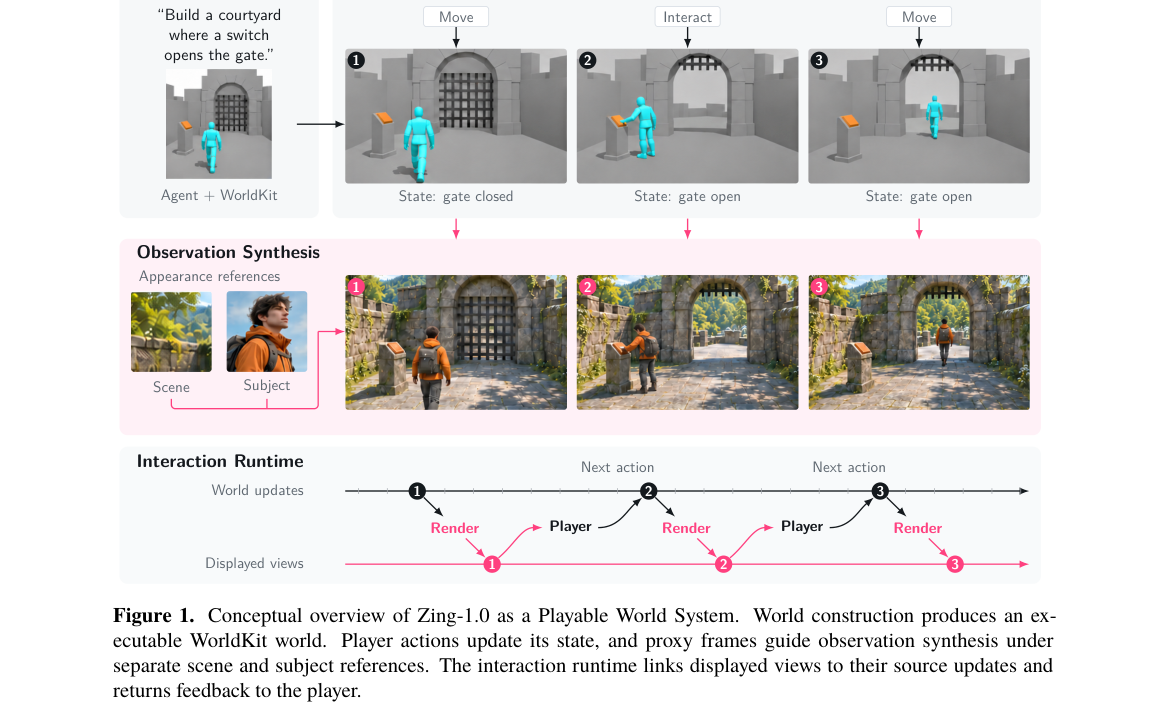 “Build a courtyard
where a switch
opens the gate.”
Agent + WorldKit
Move
Interact
Move
1
2
3
State: gate closed
State: gate open
State: gate open
Observation Synthesis
Appearance references
Scene
Subject
1
2
3
Interaction Runtime
Next action
Next action
World updates
1
2
3
Render
Player
Render
Player
Render
Displayed views
1
2
3
Figure 1. Conceptual overview of Zing-1.0 as a Playable World System. World construction produces an ex-
ecutable WorldKit world. Player actions update its state, and proxy frames guide observation synthesis under
separate scene and subject references. The interaction runtime links displayed views to their source updates and
returns feedback to the player.